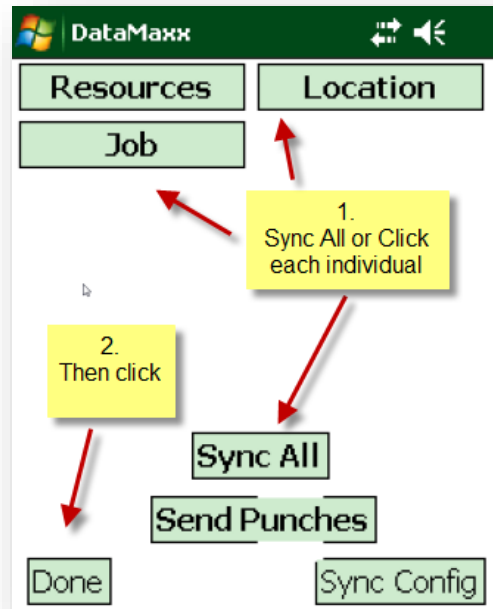 DataMaxx
Resources
Location
Job
1.
Sync All or Click
each individual
2.
Then click
Sync All
Send Punches
Done
Sync Config